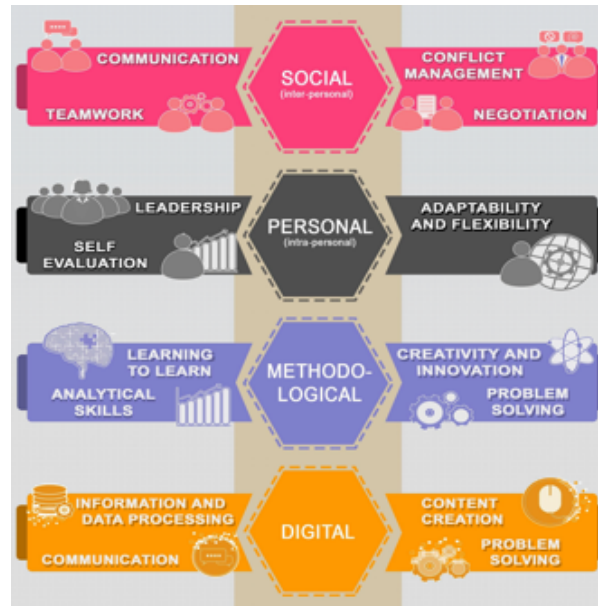 COMMUNICATION
TEAMWORK
SOCIAL
(inter-personal)
CONFLICT
MANAGEMENT
NEGOTIATION
LEADERSHIP
SELF
EVALUATION
PERSONAL
(intra-personal)
ADAPTABILITY
AND FLEXIBILITY
LEARNING
TO LEARN
ANALYTICAL
SKILLS
METHODO-
LOGICAL
CREATIVITY AND
INNOVATION
PROBLEM
SOLVING
INFORMATION AND
DATA PROCESSING
COMMUNICATION
DIGITAL
CONTENT
CREATION
PROBLEM
SOLVING